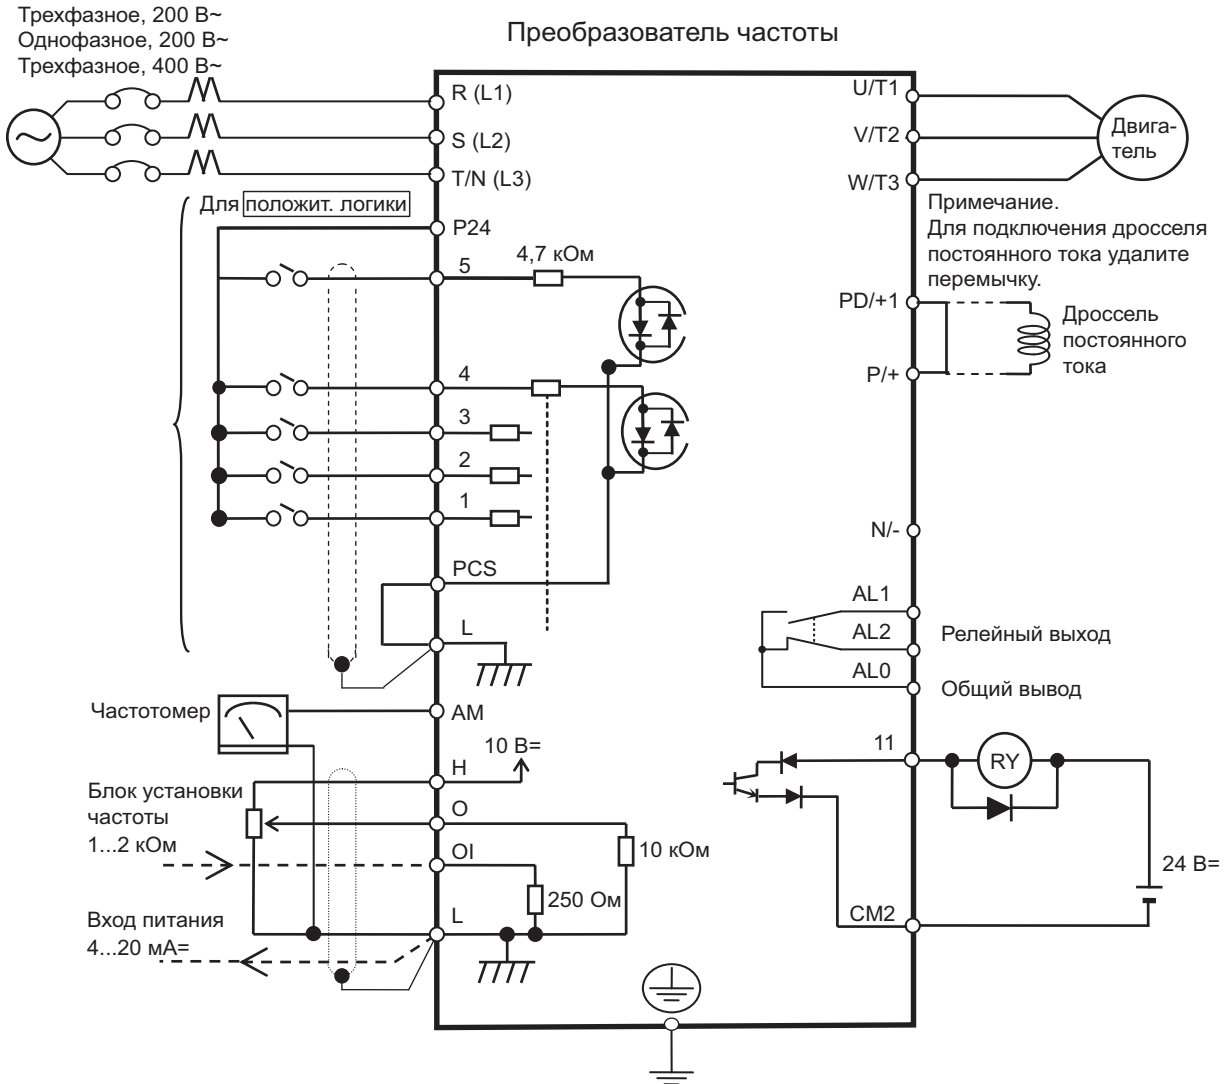 Трехфазное, 200 В~
Однофазное, 200 В~
Трехфазное, 400 В~
Преобразователь частоты
R (L1)
S (L2)
T/N (L3)
U/T1
V/T2
W/T3
Двига-
тель
Для положит. логики
P24
5
4,7 кОм
4
3
2
1
PCS
L
Примечание.
Для подключения дросселя
постоянного тока удалите
перемычку.
PD/+1
P/+
Дроссель
постоянного
тока
N/-
AL1
AL2
AL0
Релейный выход
Общий вывод
Частотомер
AM
10 В=
H
O
OI
L
10 кОм
250 Ом
Блок установки
частоты
1...2 кОм
Вход питания
4...20 мА=
11
RY
CM2
24 В=